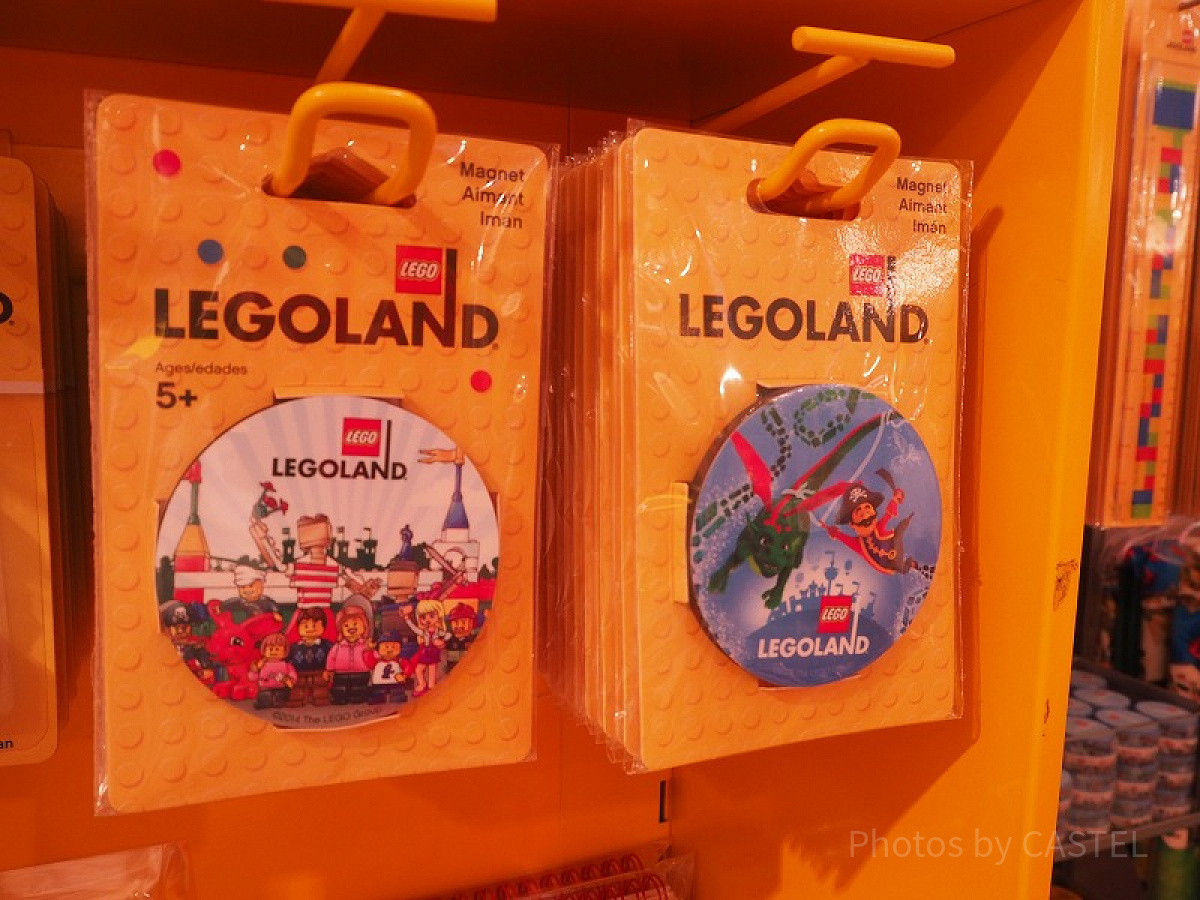 Magnet
Aimant
Iman
LEGO
LEGOLAND®
Ages/edades
5+
LEGO
LEGOLAND®
©2014 The LEGO Group
Magnet
Aimant
Imán
LEGO
LEGOLAND®
LEGO
LEGOLAND
an
Photos by CASTEL